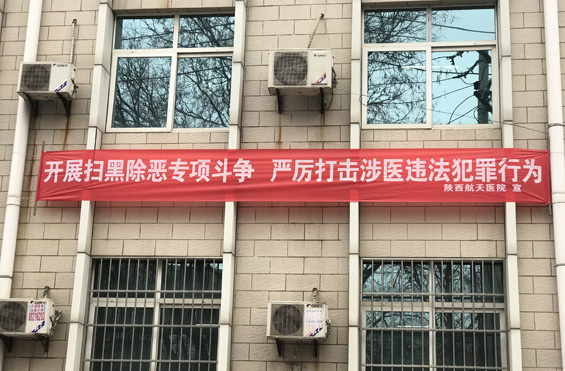 开展扫黑除恶专项斗争 严厉打击涉医违法犯罪行为
陕西航天医院 宣